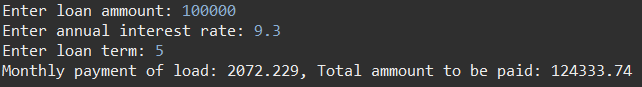 Enter loan ammount: 100000
Enter annual interest rate: 9.3
Enter loan term: 5
Monthly payment of load: 2072.229, Total ammount to be paid: 124333.74